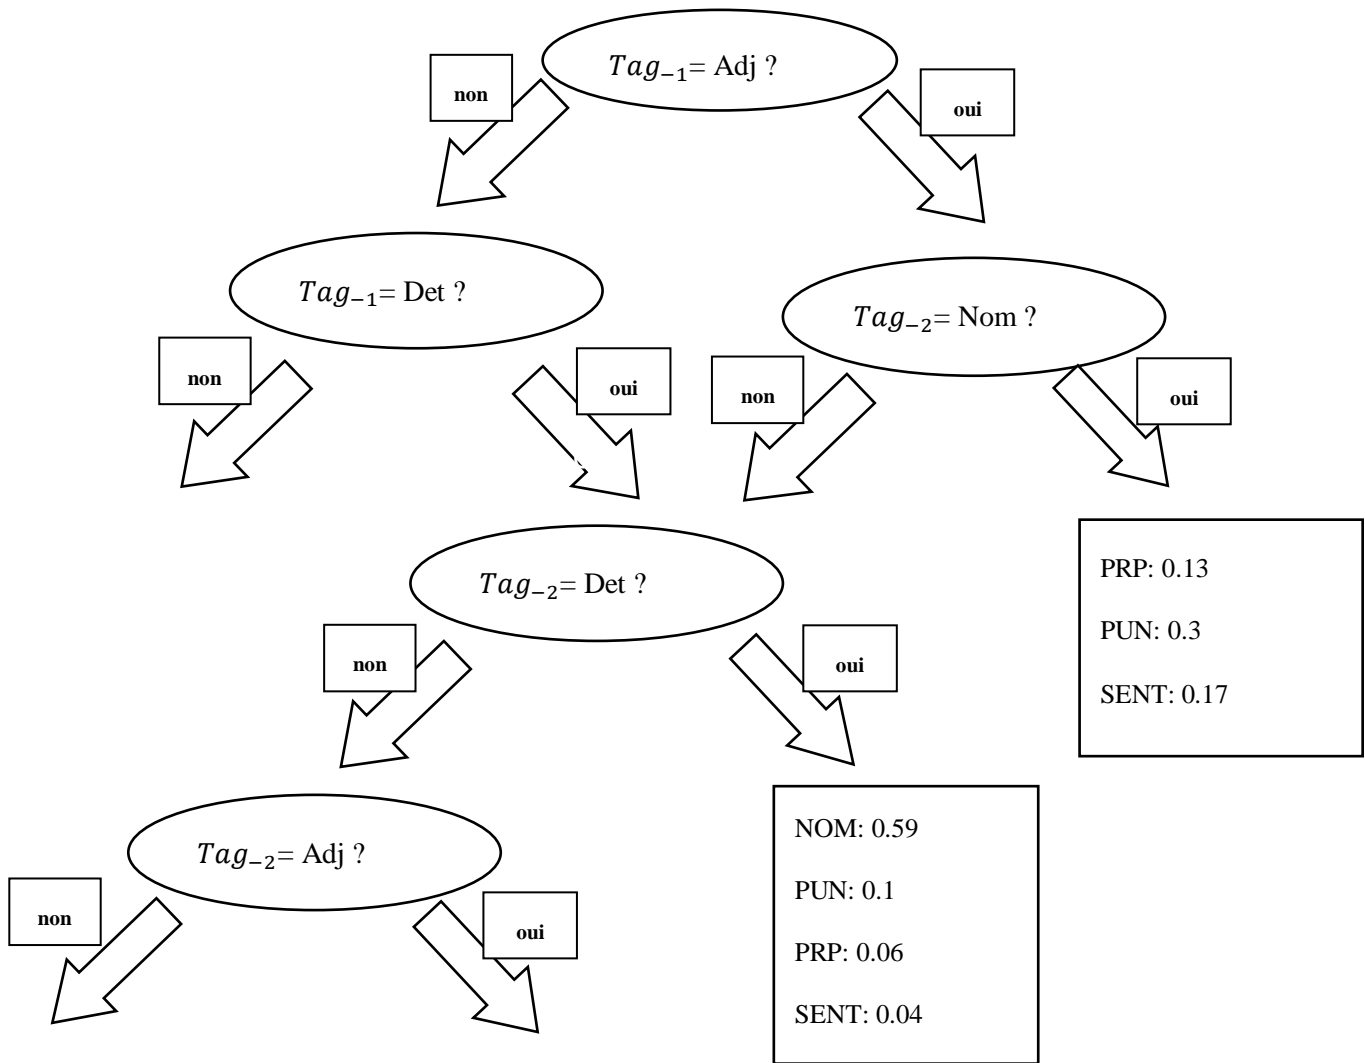 Tag₋₁= Adj ?
non
oui
Tag₋₁= Det ?
Tag₋₂= Nom ?
non
oui
non
oui
Tag₋₂= Det ?
PRP: 0.13
PUN: 0.3
SENT: 0.17
non
oui
Tag₋₂= Adj ?
NOM: 0.59
PUN: 0.1
PRP: 0.06
SENT: 0.04
non
oui